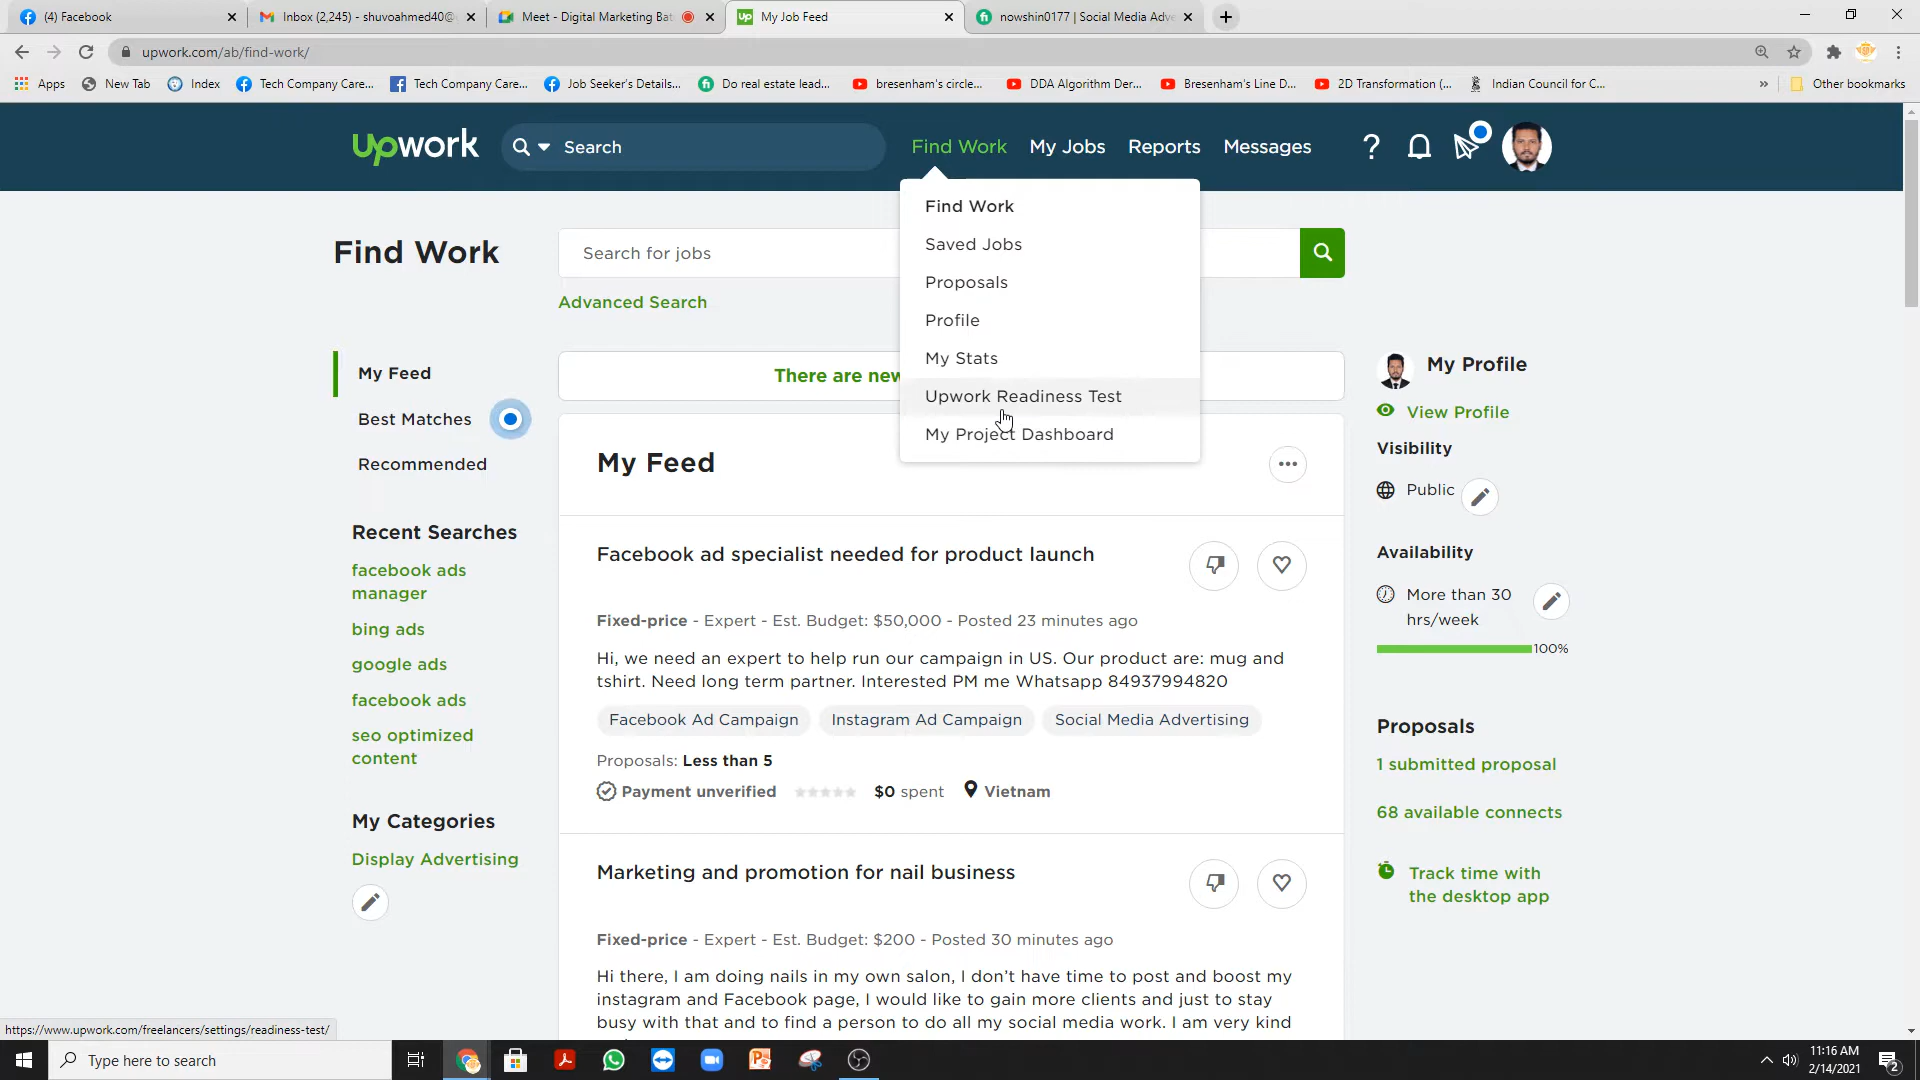 (4) Facebook
Inbox (2,245) - shuvoahmed40@
Meet - Digital Marketing Bat
My Job Feed
nowshin0177 | Social Media Adve
upwork.com/ab/find-work/
Apps
New Tab
Index
Tech Company Care...
Tech Company Care...
Job Seeker's Details...
Do real estate lead...
bresenham's circle...
DDA Algorithm Der...
Bresenham's Line D...
2D Transformation (...
Indian Council for C...
»
Other bookmarks
upwork
Search
Find Work
My Jobs
Reports
Messages
?
Find Work
Saved Jobs
Proposals
Profile
My Stats
Upwork Readiness Test
My Project Dashboard
Find Work
Search for jobs
Advanced Search
My Feed
Best Matches
Recommended
Recent Searches
facebook ads
manager
bing ads
google ads
facebook ads
seo optimized
content
My Categories
Display Advertising
There are new
My Feed
Facebook ad specialist needed for product launch
Fixed-price - Expert - Est. Budget: $50,000 - Posted 23 minutes ago
Hi, we need an expert to help run our campaign in US. Our product are: mug and
tshirt. Need long term partner. Interested PM me Whatsapp 84937994820
Facebook Ad Campaign
Instagram Ad Campaign
Social Media Advertising
Proposals: Less than 5
Payment unverified
$0 spent
Vietnam
Marketing and promotion for nail business
Fixed-price - Expert - Est. Budget: $200 - Posted 30 minutes ago
Hi there, I am doing nails in my own salon, I don't have time to post and boost my
instagram and Facebook page, I would like to gain more clients and just to stay
busy with that and to find a person to do all my social media work. I am very kind
My Profile
View Profile
Visibility
Public
Availability
More than 30
hrs/week
100%
Proposals
1 submitted proposal
68 available connects
Track time with
the desktop app
https://www.upwork.com/freelancers/settings/readiness-test/
Type here to search
11:16 AM
2/14/2021
2